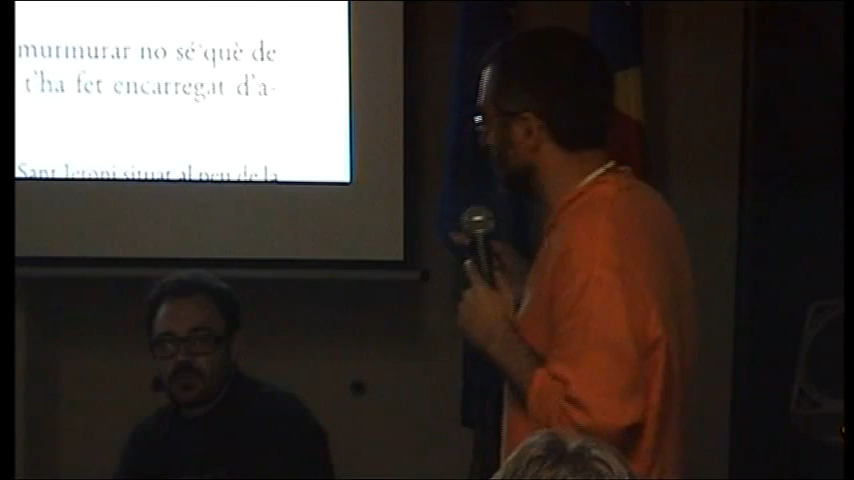 murmurar no sé què de
t'ha fet encarregat d'a-
Sant Jeroni situat al peu de la